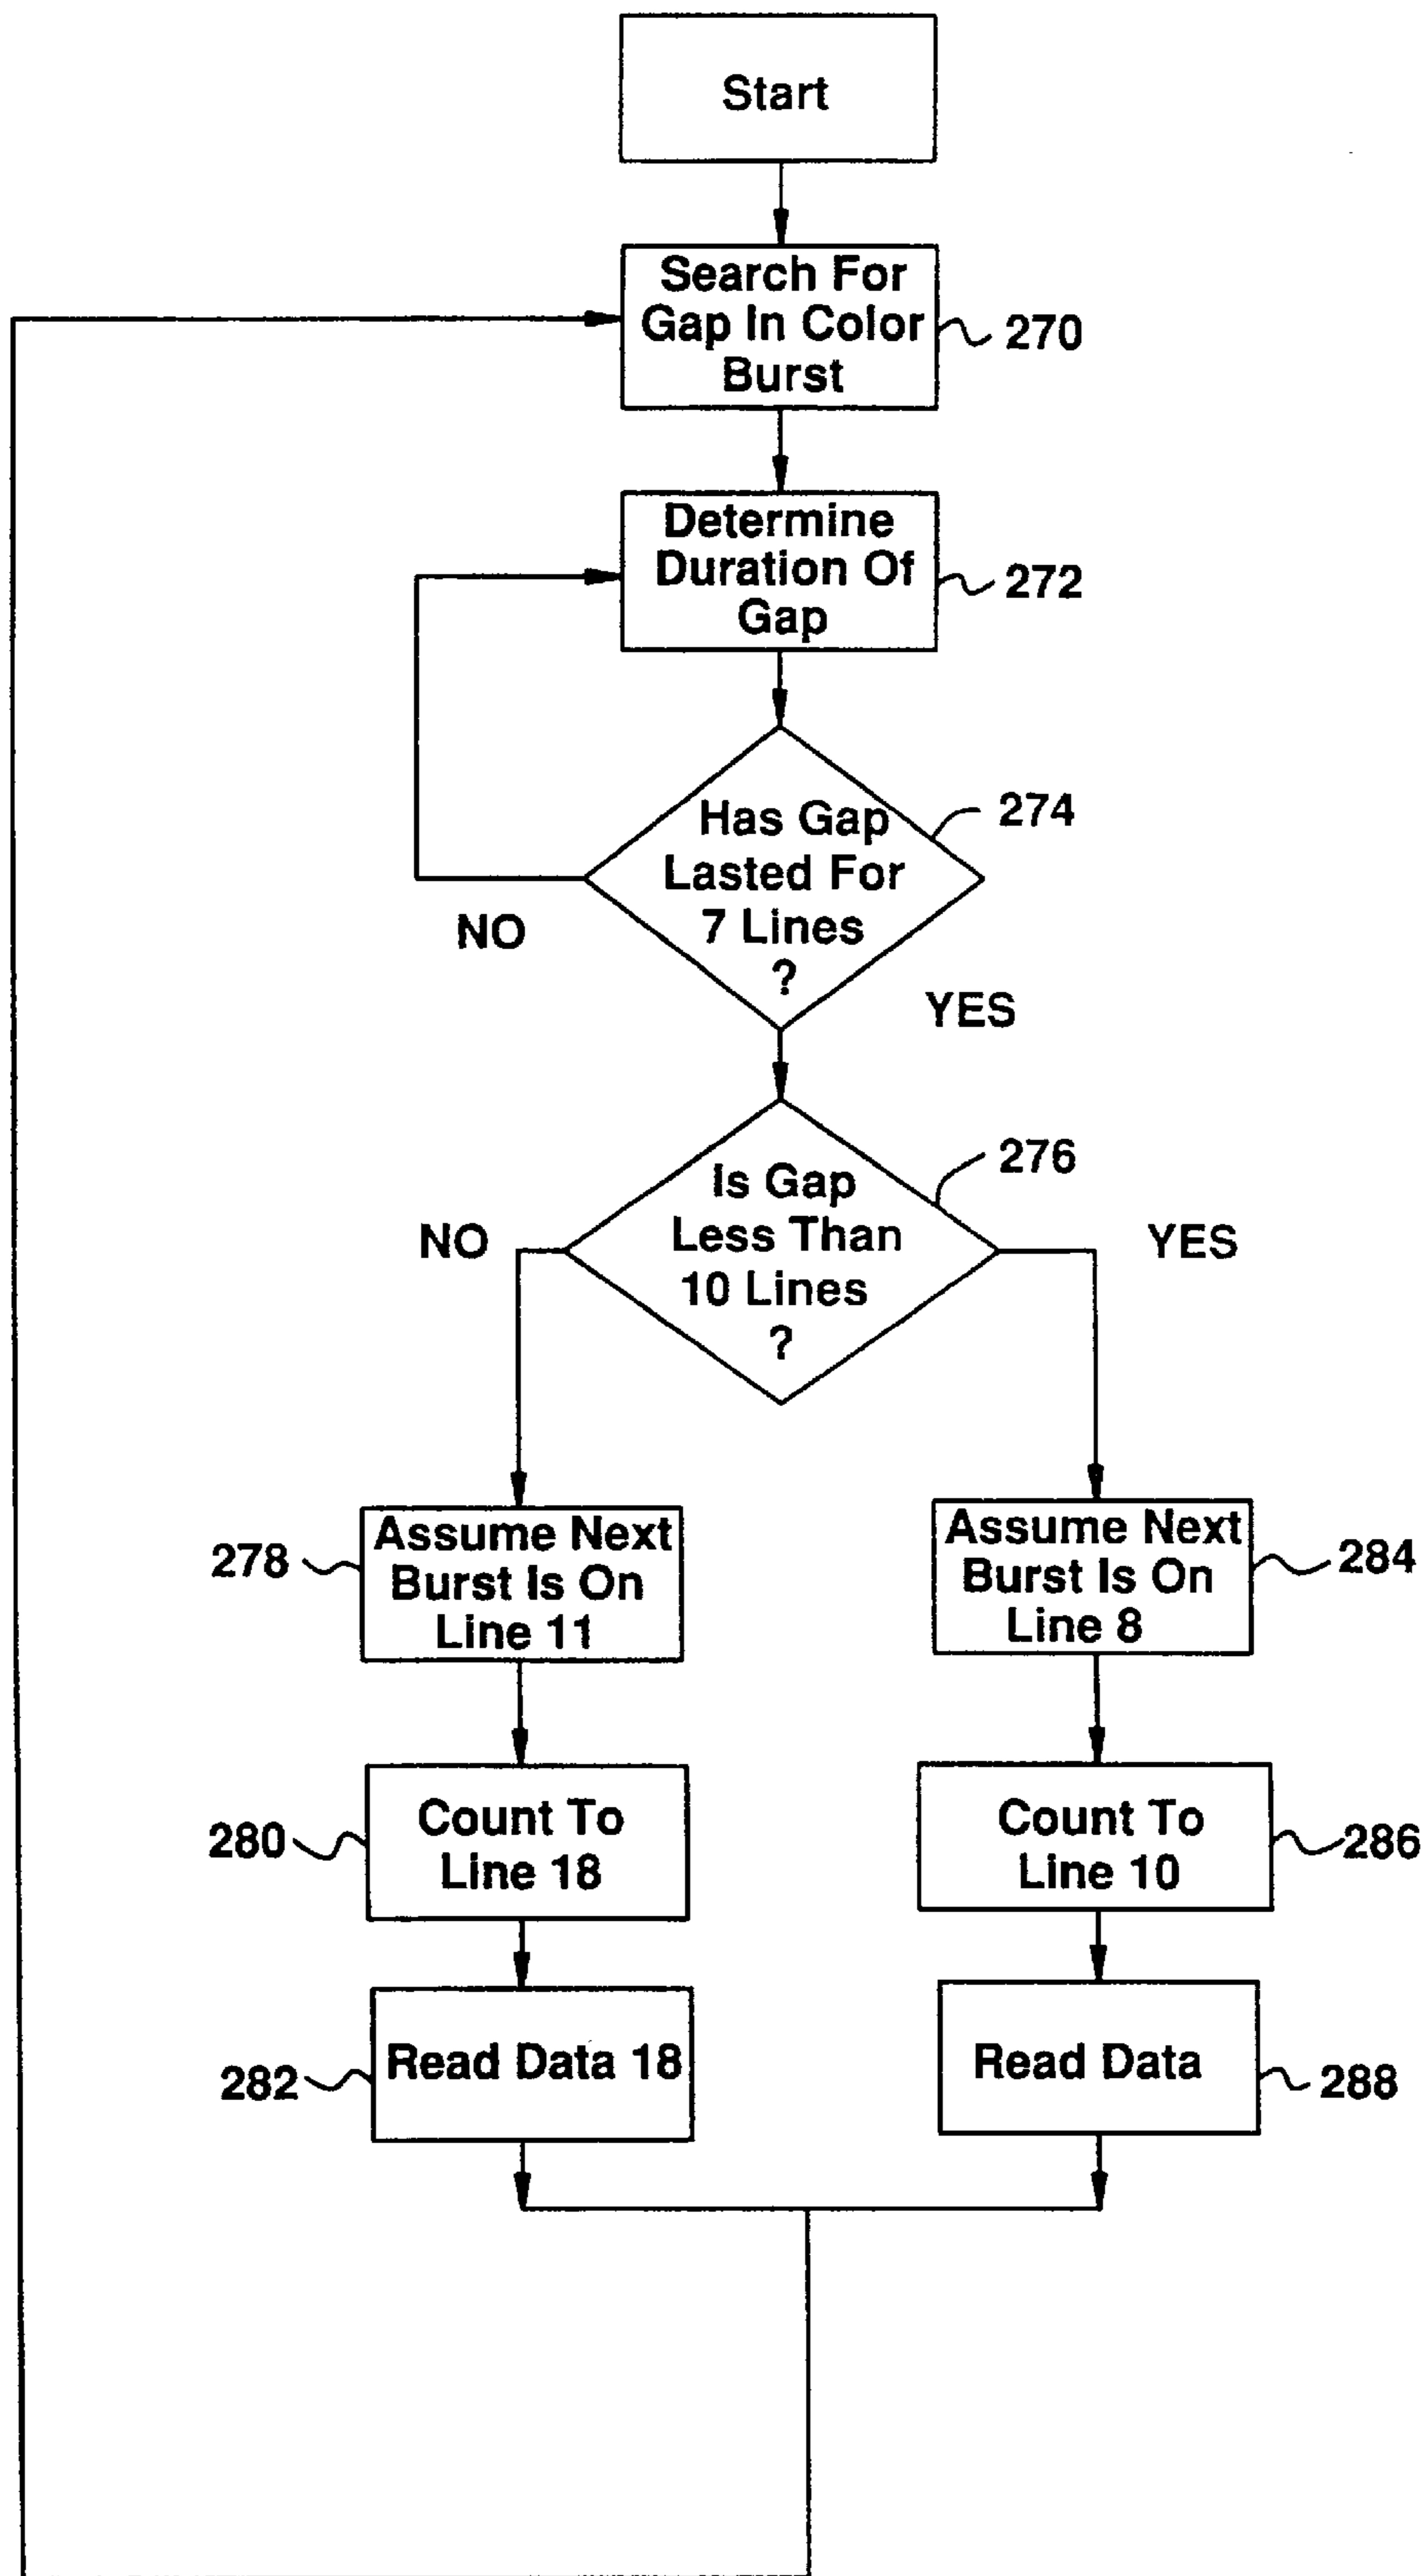 Start
Search For
Gap In Color
Burst
270
Determine
Duration Of
Gap
272
Has Gap
Lasted For
7 Lines
?
274
NO
YES
Is Gap
Less Than
10 Lines
?
276
NO
YES
Assume Next
Burst Is On
Line 11
278
Assume Next
Burst Is On
Line 8
284
Count To
Line 18
280
Count To
Line 10
286
Read Data 18
282
Read Data
288